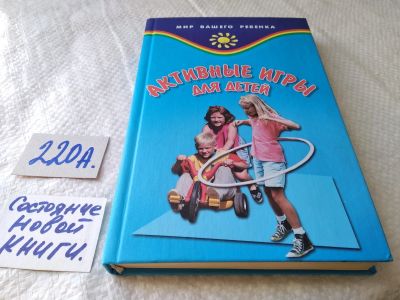 МИР ВАШЕГО РЕБЕНКА
АКТИВНЫЕ ИГРЫ
ДЛЯ ДЕТЕЙ
220А.
Состояние
новой
книги.